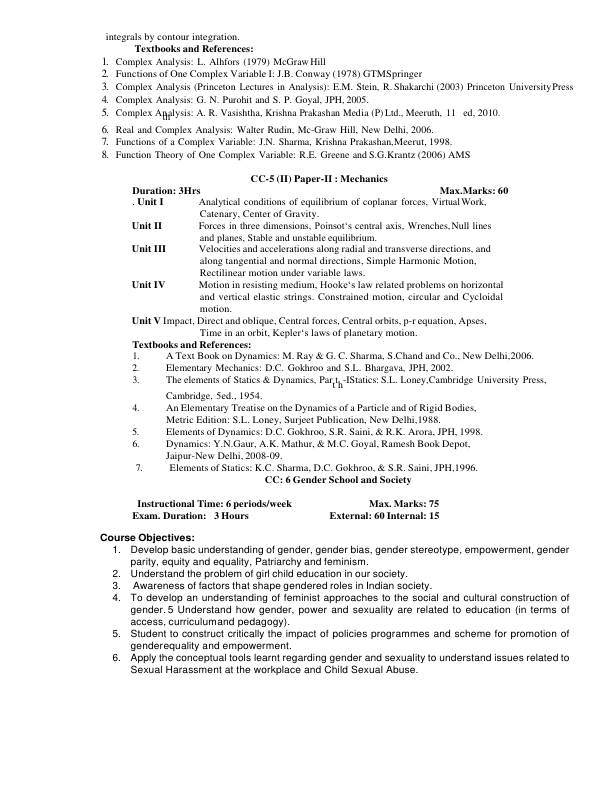 integrals by contour integration.
Textbooks and References:
1. Complex Analysis: L. Alhfors (1979) McGraw Hill
2. Functions of One Complex Variable I: J.B. Conway (1978) GTMSpringer
3. Complex Analysis (Princeton Lectures in Analysis): E.M. Stein, R.Shakarchi (2003) Princeton UniversityPress
4. Complex Analysis: G. N. Purohit and S. P. Goyal, JPH, 2005.
5. Complex Analysis: A. R. Vasishtha, Krishna Prakashan Media (P) Ltd., Meeruth, 11th ed, 2010.
6. Real and Complex Analysis: Walter Rudin, Mc-Graw Hill, New Delhi, 2006.
7. Functions of a Complex Variable: J.N. Sharma, Krishna Prakashan,Meerut, 1998.
8. Function Theory of One Complex Variable: R.E. Greene and S.G.Krantz (2006) AMS
CC-5 (II) Paper-II : Mechanics
Duration: 3Hrs Max.Marks: 60
. Unit I Analytical conditions of equilibrium of coplanar forces, Virtual Work,
Catenary, Center of Gravity.
Unit II Forces in three dimensions, Poinsot‘s central axis, Wrenches, Null lines
and planes, Stable and unstable equilibrium.
Unit III Velocities and accelerations along radial and transverse directions, and
along tangential and normal directions, Simple Harmonic Motion,
Rectilinear motion under variable laws.
Unit IV Motion in resisting medium, Hooke‘s law related problems on horizontal
and vertical elastic strings. Constrained motion, circular and Cycloidal
motion.
Unit V Impact, Direct and oblique, Central forces, Central orbits, p-r equation, Apses,
Time in an orbit, Kepler‘s laws of planetary motion.
Textbooks and References:
1. A Text Book on Dynamics: M. Ray & G. C. Sharma, S.Chand and Co., New Delhi,2006.
2. Elementary Mechanics: D.C. Gokhroo and S.L. Bhargava, JPH, 2002.
3. The elements of Statics & Dynamics, Part-IStatics: S.L. Loney,Cambridge University Press,
Cambridge, 5th ed., 1954.
4. An Elementary Treatise on the Dynamics of a Particle and of Rigid Bodies,
Metric Edition: S.L. Loney, Surjeet Publication, New Delhi,1988.
5. Elements of Dynamics: D.C. Gokhroo, S.R. Saini, & R.K. Arora, JPH, 1998.
6. Dynamics: Y.N.Gaur, A.K. Mathur, & M.C. Goyal, Ramesh Book Depot,
Jaipur-New Delhi, 2008-09.
7. Elements of Statics: K.C. Sharma, D.C. Gokhroo, & S.R. Saini, JPH,1996.
CC: 6 Gender School and Society
Instructional Time: 6 periods/week Max. Marks: 75
Exam. Duration: 3 Hours External: 60 Internal: 15
Course Objectives:
1. Develop basic understanding of gender, gender bias, gender stereotype, empowerment, gender
parity, equity and equality, Patriarchy and feminism.
2. Understand the problem of girl child education in our society.
3. Awareness of factors that shape gendered roles in Indian society.
4. To develop an understanding of feminist approaches to the social and cultural construction of
gender. 5 Understand how gender, power and sexuality are related to education (in terms of
access, curriculumand pedagogy).
5. Student to construct critically the impact of policies programmes and scheme for promotion of
genderequality and empowerment.
6. Apply the conceptual tools learnt regarding gender and sexuality to understand issues related to
Sexual Harassment at the workplace and Child Sexual Abuse.